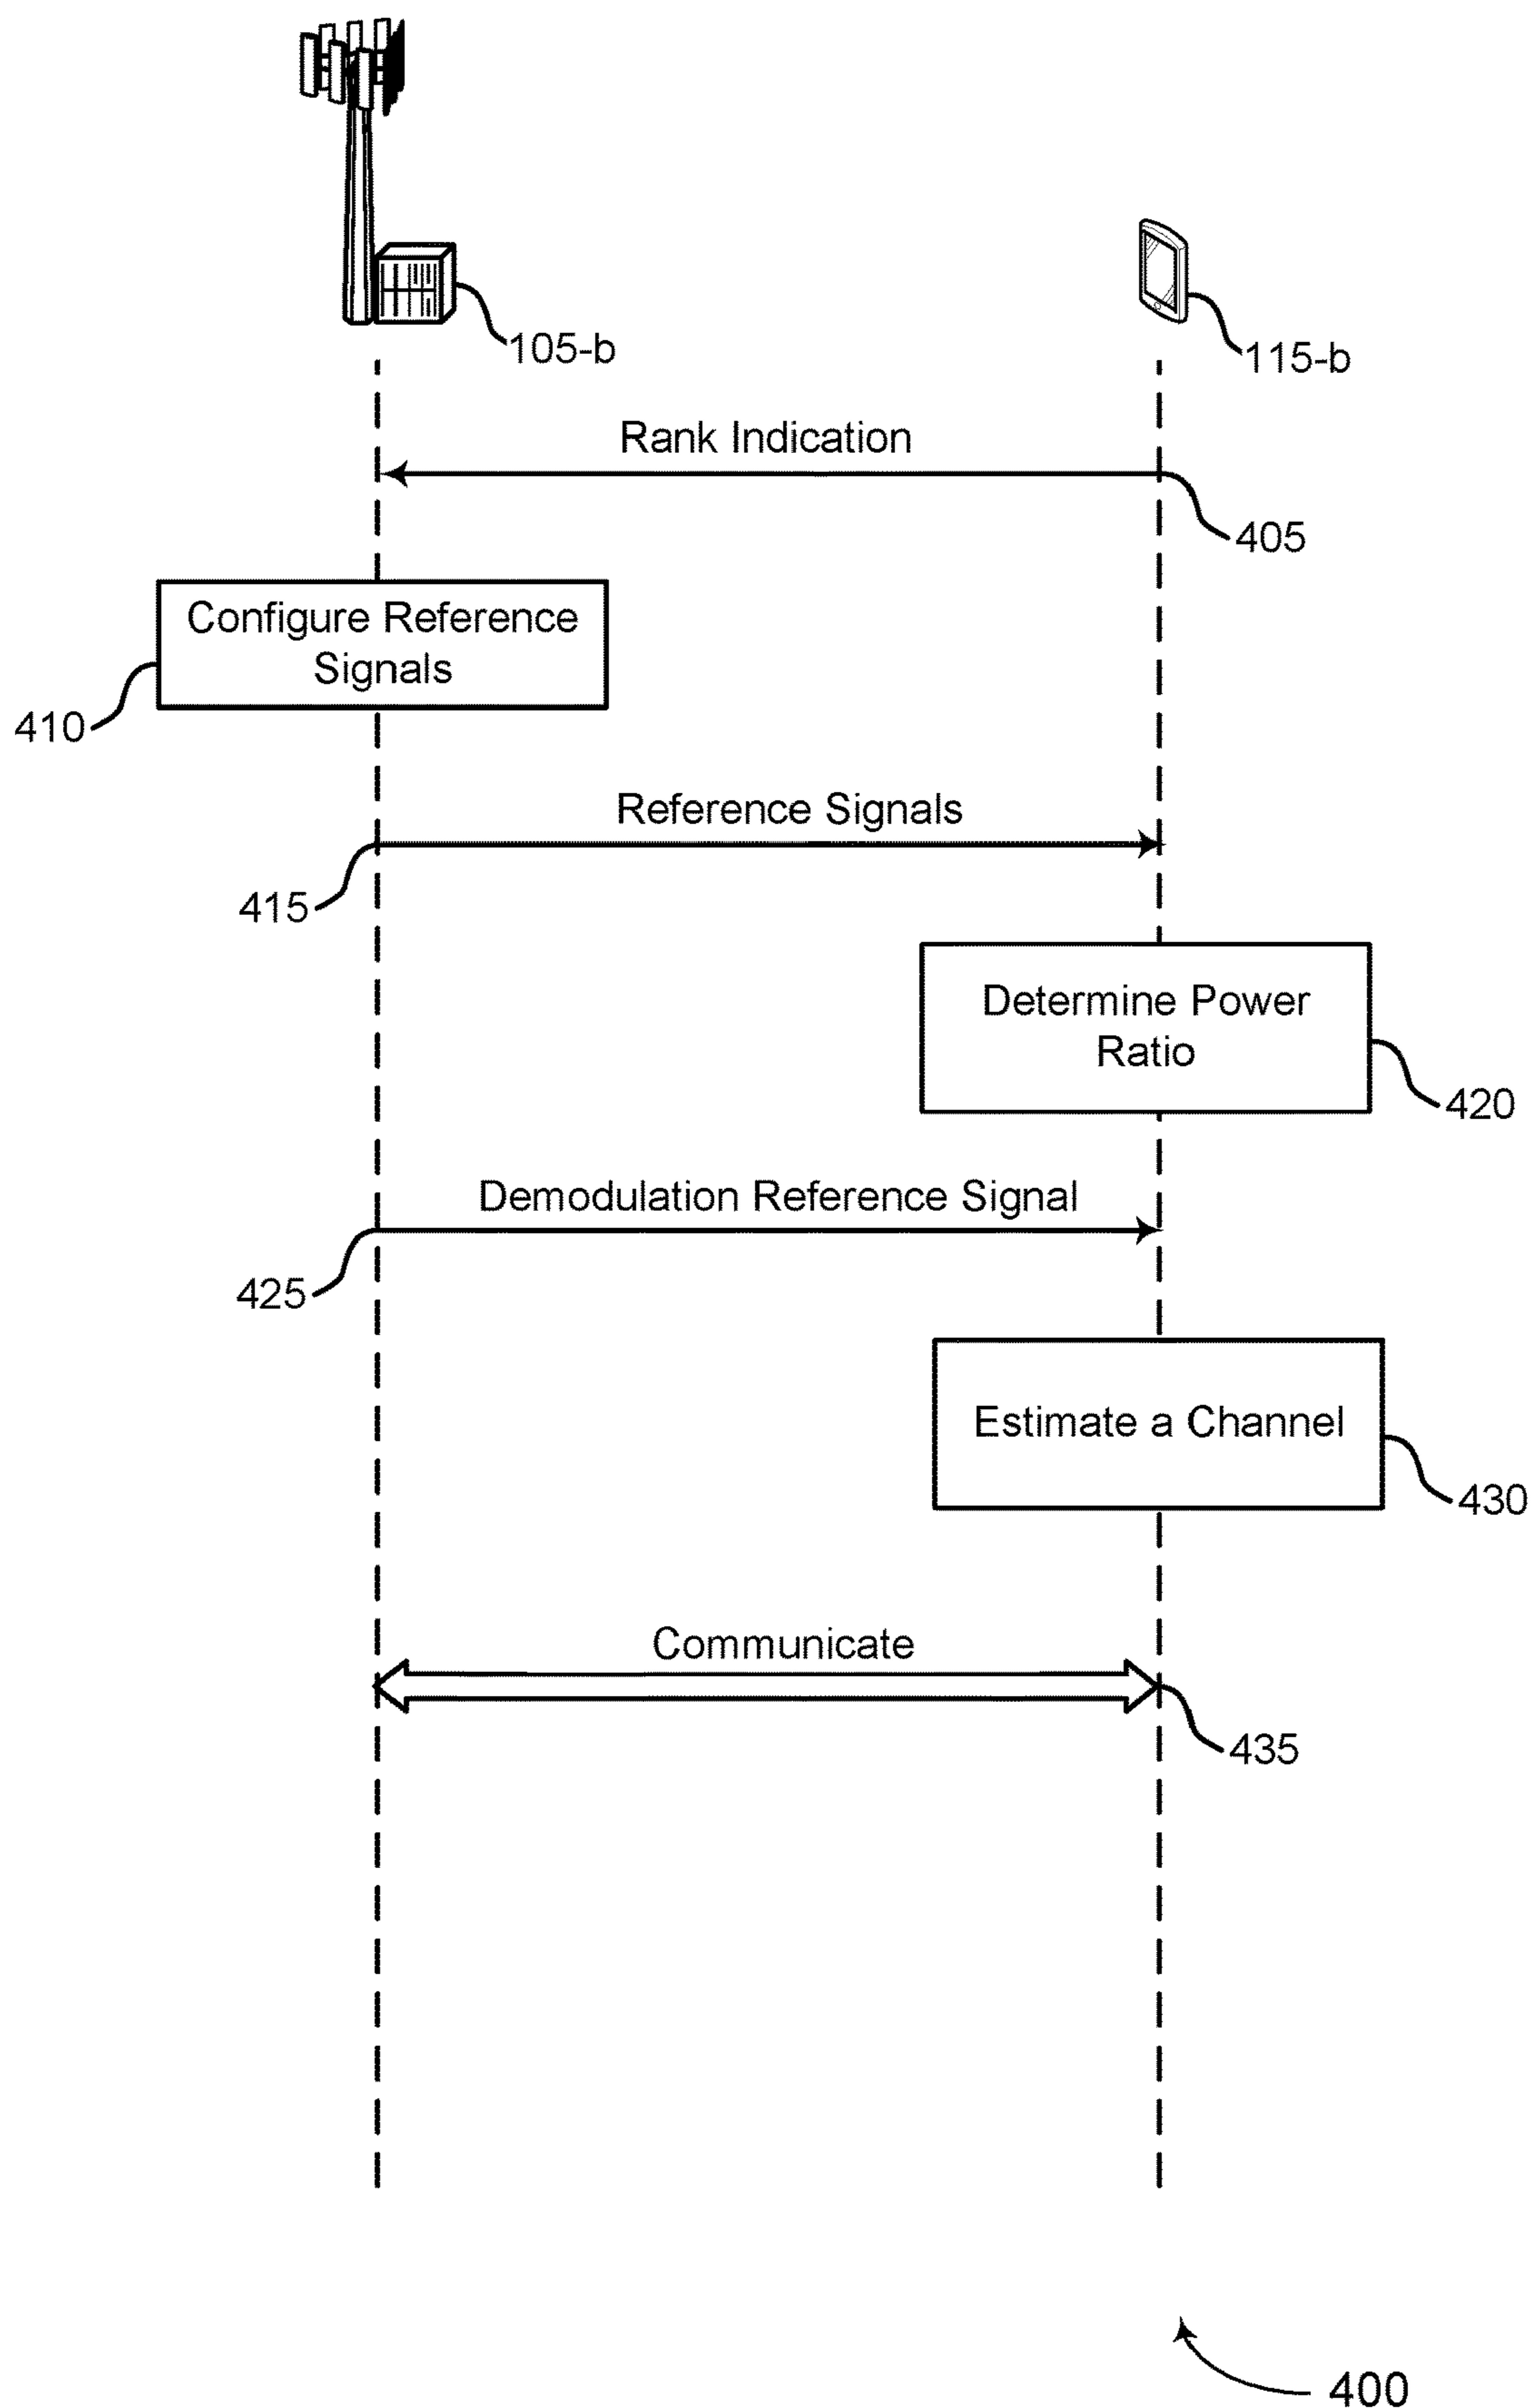 105-b
115-b
Rank Indication
405
Configure Reference
Signals
410
Reference Signals
415
Determine Power
Ratio
420
Demodulation Reference Signal
425
Estimate a Channel
430
Communicate
435
400